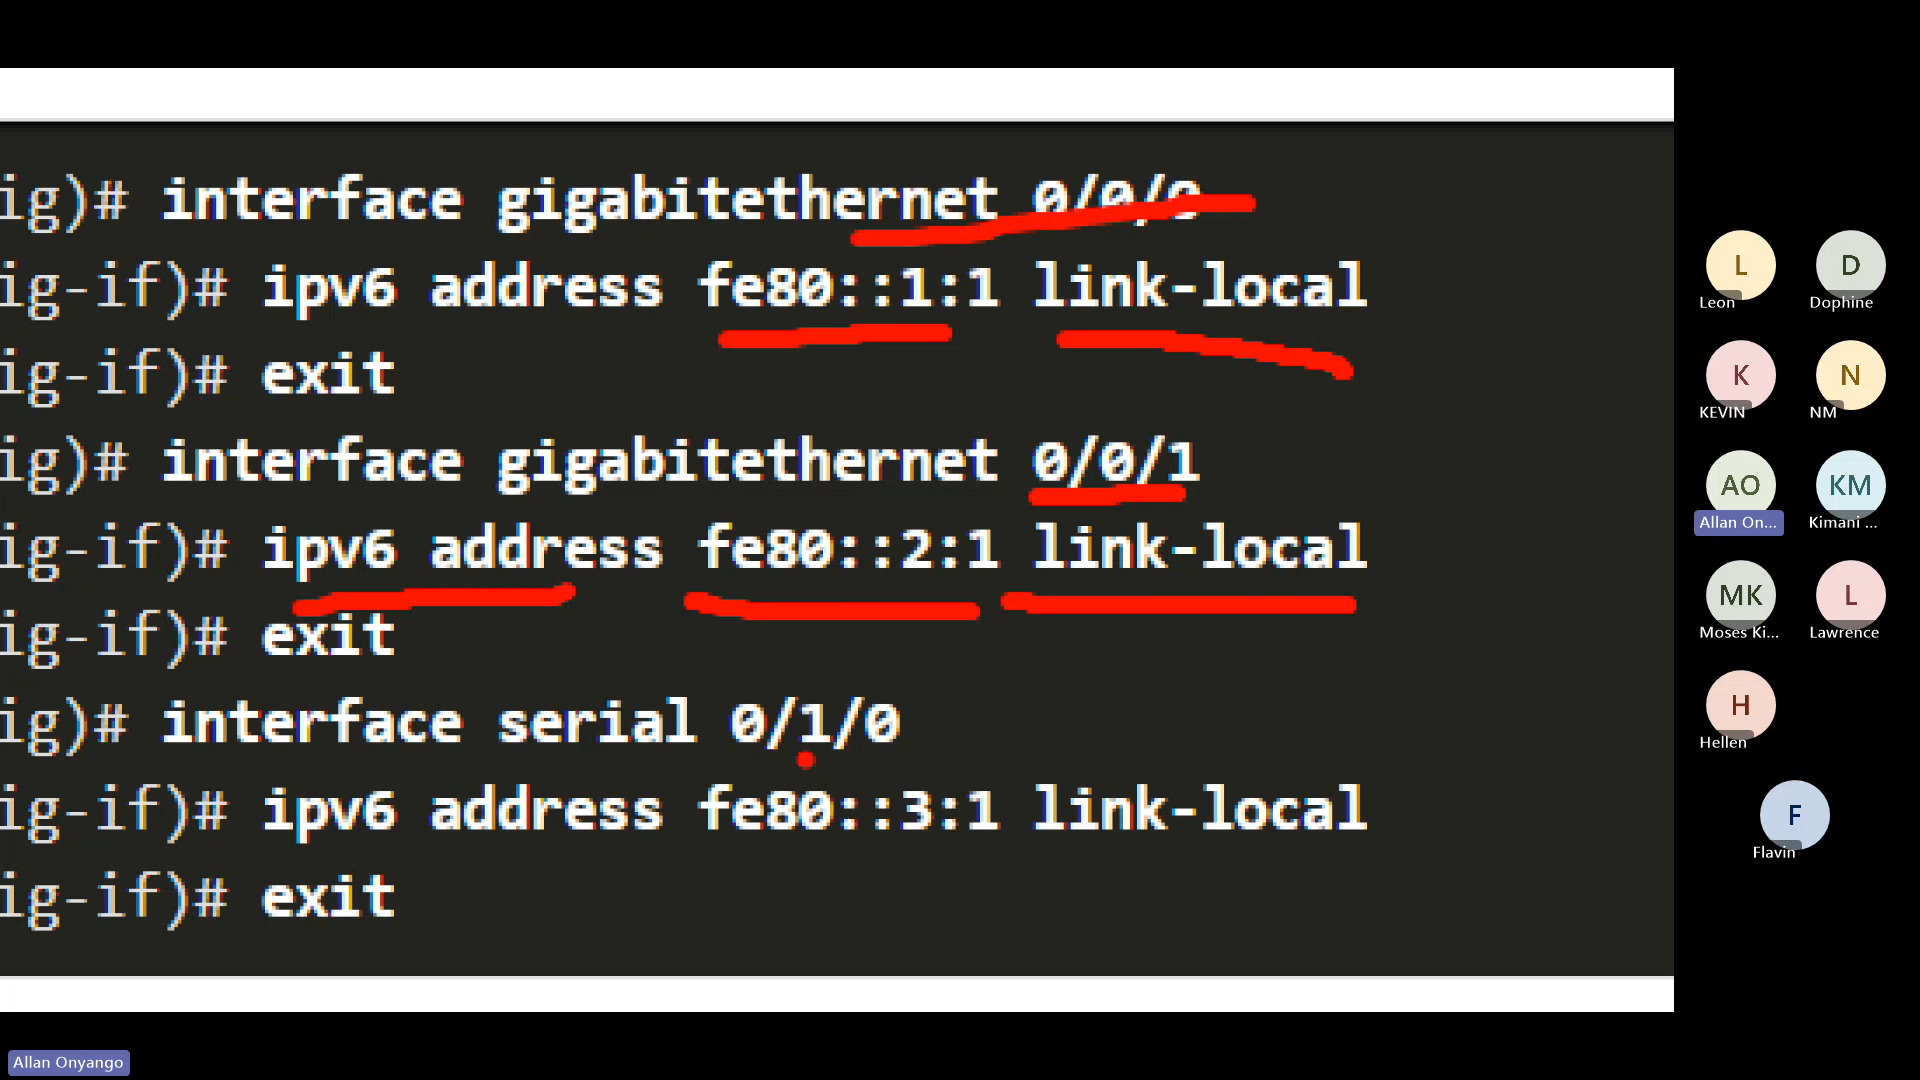 ig)# interface gigabitethernet 0/0/0
ig-if)# ipv6 address fe80::1:1 link-local
ig-if)# exit
ig)# interface gigabitethernet 0/0/1
ig-if)# ipv6 address fe80::2:1 link-local
ig-if)# exit
ig)# interface serial 0/1/0
ig-if)# ipv6 address fe80::3:1 link-local
ig-if)# exit
L
Leon
D
Dophine
K
KEVIN
N
NM
AO
Allan On...
KM
Kimani ...
MK
Moses Ki...
L
Lawrence
H
Hellen
F
Flavin
Allan Onyango